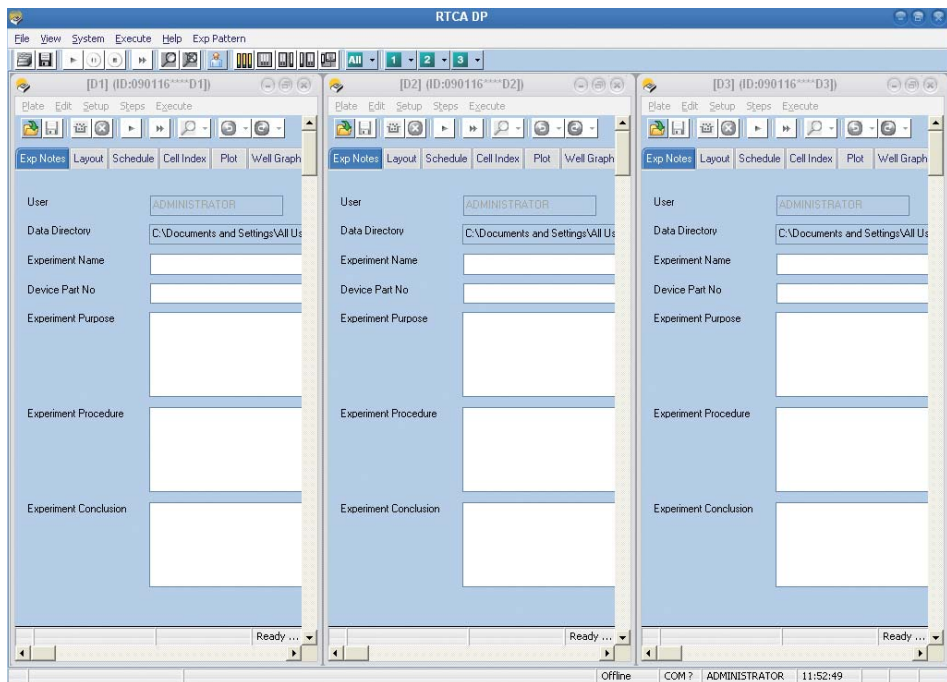 RTCA DP
File View System Execute Help Exp Pattern
All 1 2 3
[D1] (ID:090116****D1])
Plate Edit Setup Steps Execute
Exp Notes Layout Schedule Cell Index Plot Well Graph
User ADMINISTRATOR
Data Directory C:\Documents and Settings\All Us
Experiment Name
Device Part No
Experiment Purpose
Experiment Procedure
Experiment Conclusion
Ready ...
[D2] (ID:090116****D2])
Plate Edit Setup Steps Execute
Exp Notes Layout Schedule Cell Index Plot Well Graph
User ADMINISTRATOR
Data Directory C:\Documents and Settings\All Us
Experiment Name
Device Part No
Experiment Purpose
Experiment Procedure
Experiment Conclusion
Ready ...
[D3] (ID:090116****D3])
Plate Edit Setup Steps Execute
Exp Notes Layout Schedule Cell Index Plot Well Graph
User ADMINISTRATOR
Data Directory C:\Documents and Settings\All Us
Experiment Name
Device Part No
Experiment Purpose
Experiment Procedure
Experiment Conclusion
Ready ...
Offline COM ? ADMINISTRATOR 11:52:49